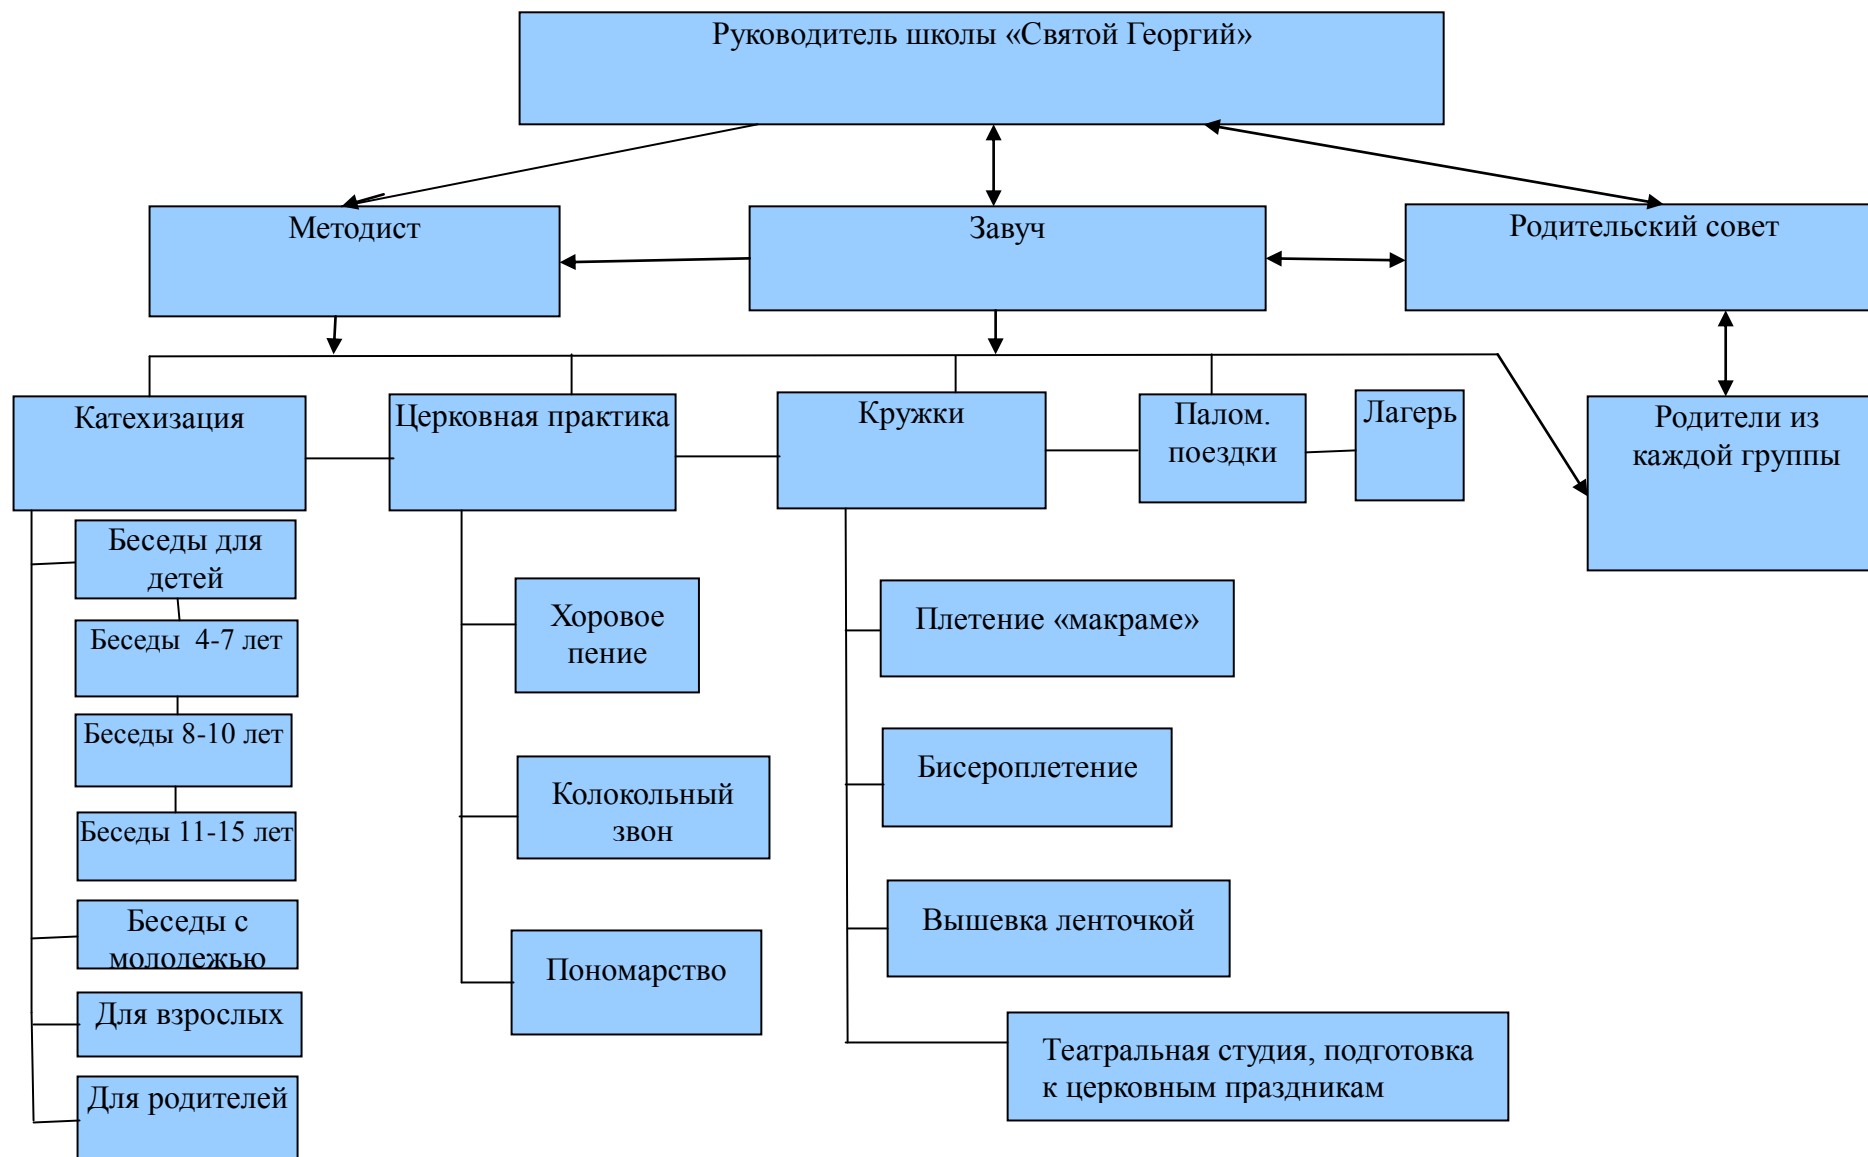 Руководитель школы «Святой Георгий»
Методист
Завуч
Родительский совет
Катехизация
Церковная практика
Кружки
Палом.
поездки
Лагерь
Родители из
каждой группы
Беседы для
детей
Беседы  4-7 лет
Беседы 8-10 лет
Беседы 11-15 лет
Беседы с
молодежью
Для взрослых
Для родителей
Хоровое
пение
Колокольный
звон
Пономарство
Плетение «макраме»
Бисероплетение
Вышевка ленточкой
Театральная студия, подготовка
к церковным праздникам